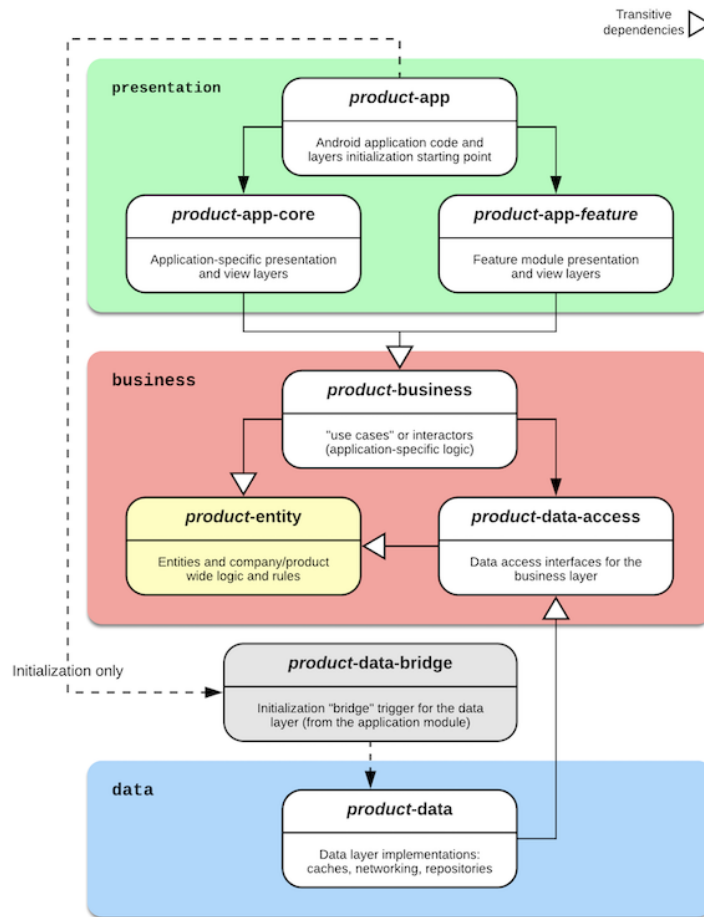 Transitive
dependencies
presentation
product-app
Android application code and
layers initialization starting point
product-app-core
Application-specific presentation
and view layers
product-app-feature
Feature module presentation
and view layers
business
product-business
"use cases" or interactors
(application-specific logic)
product-entity
Entities and company/product
wide logic and rules
product-data-access
Data access interfaces for the
business layer
Initialization only
product-data-bridge
Initialization "bridge" trigger for the data
layer (from the application module)
data
product-data
Data layer implementations:
caches, networking, repositories